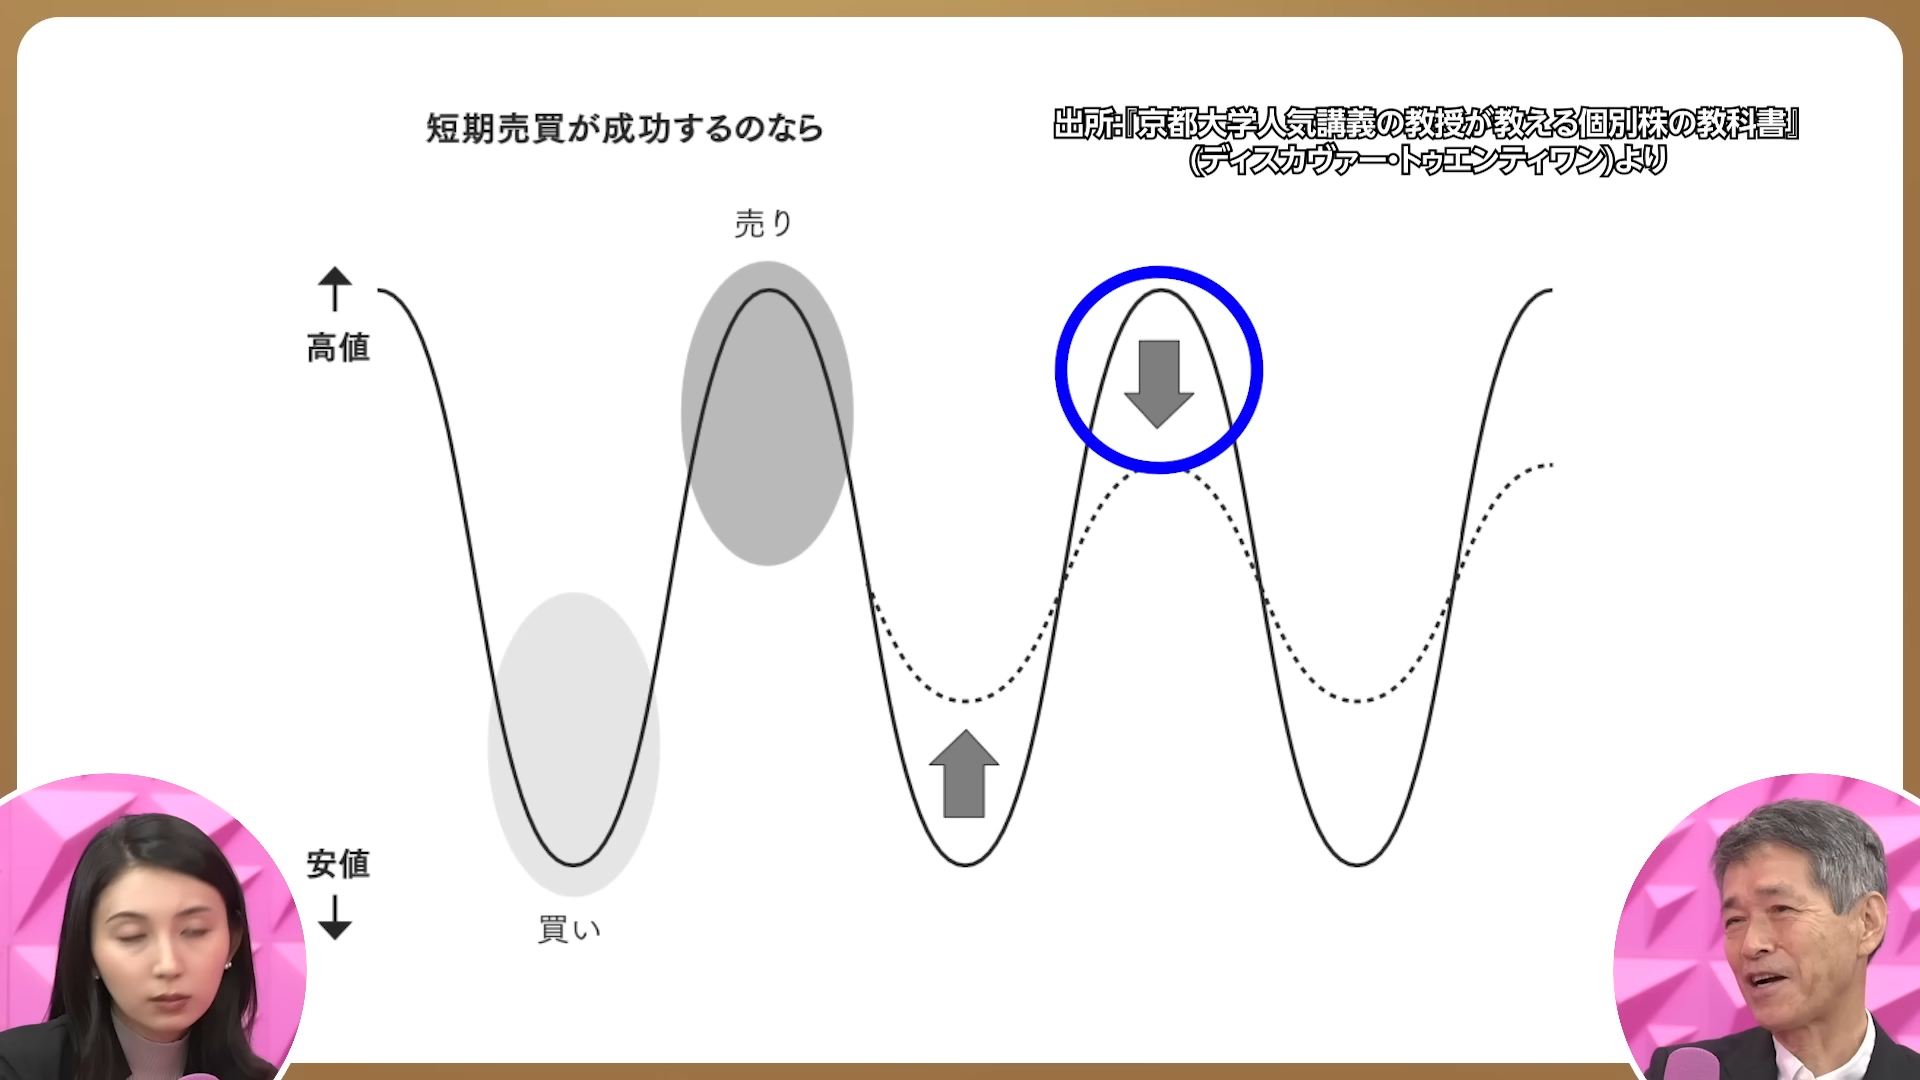 短期売買が成功するのなら
出所:『京都大学人気講義の教授が教える個別株の教科書』
(ディスカヴァー・トゥエンティワン)より
売り
高値
安値
買い